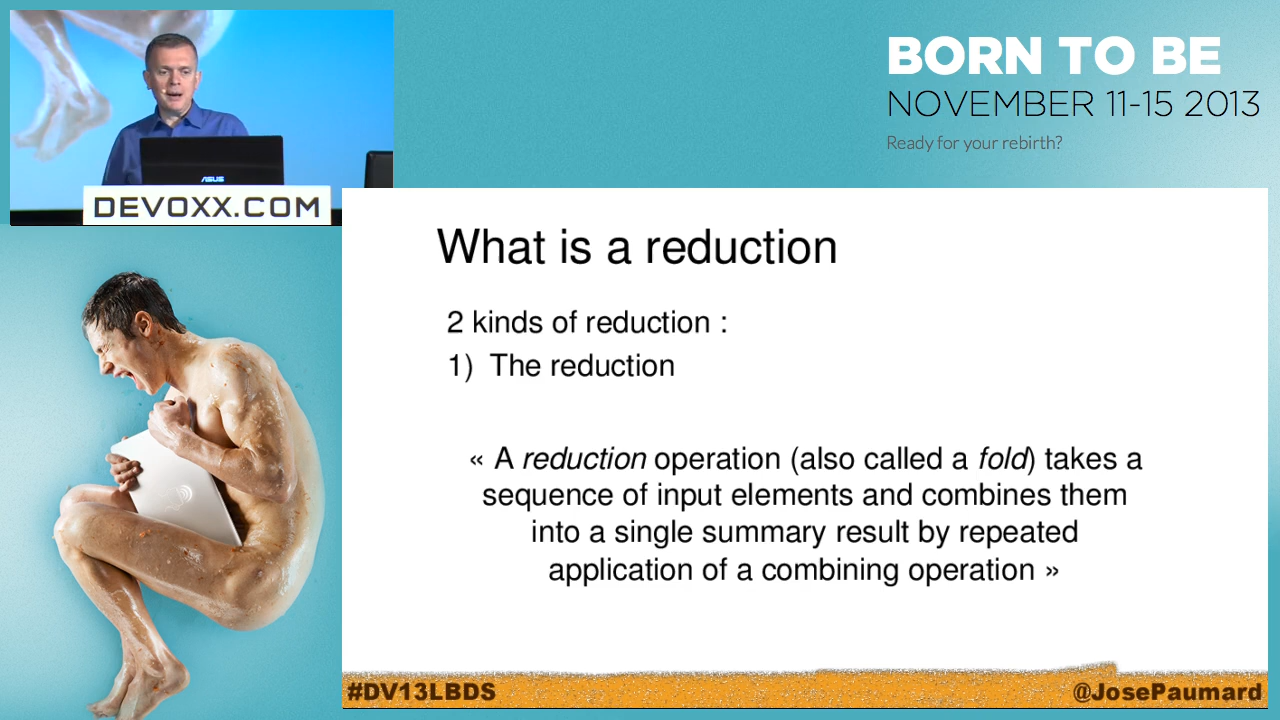 BORN TO BE
NOVEMBER 11-15 2013
Ready for your rebirth?
ASUS
DEVOXX.COM
What is a reduction
2 kinds of reduction :
1) The reduction
« A reduction operation (also called a fold) takes a
sequence of input elements and combines them
into a single summary result by repeated
application of a combining operation »
#DV13LBDS
@JosePaumard